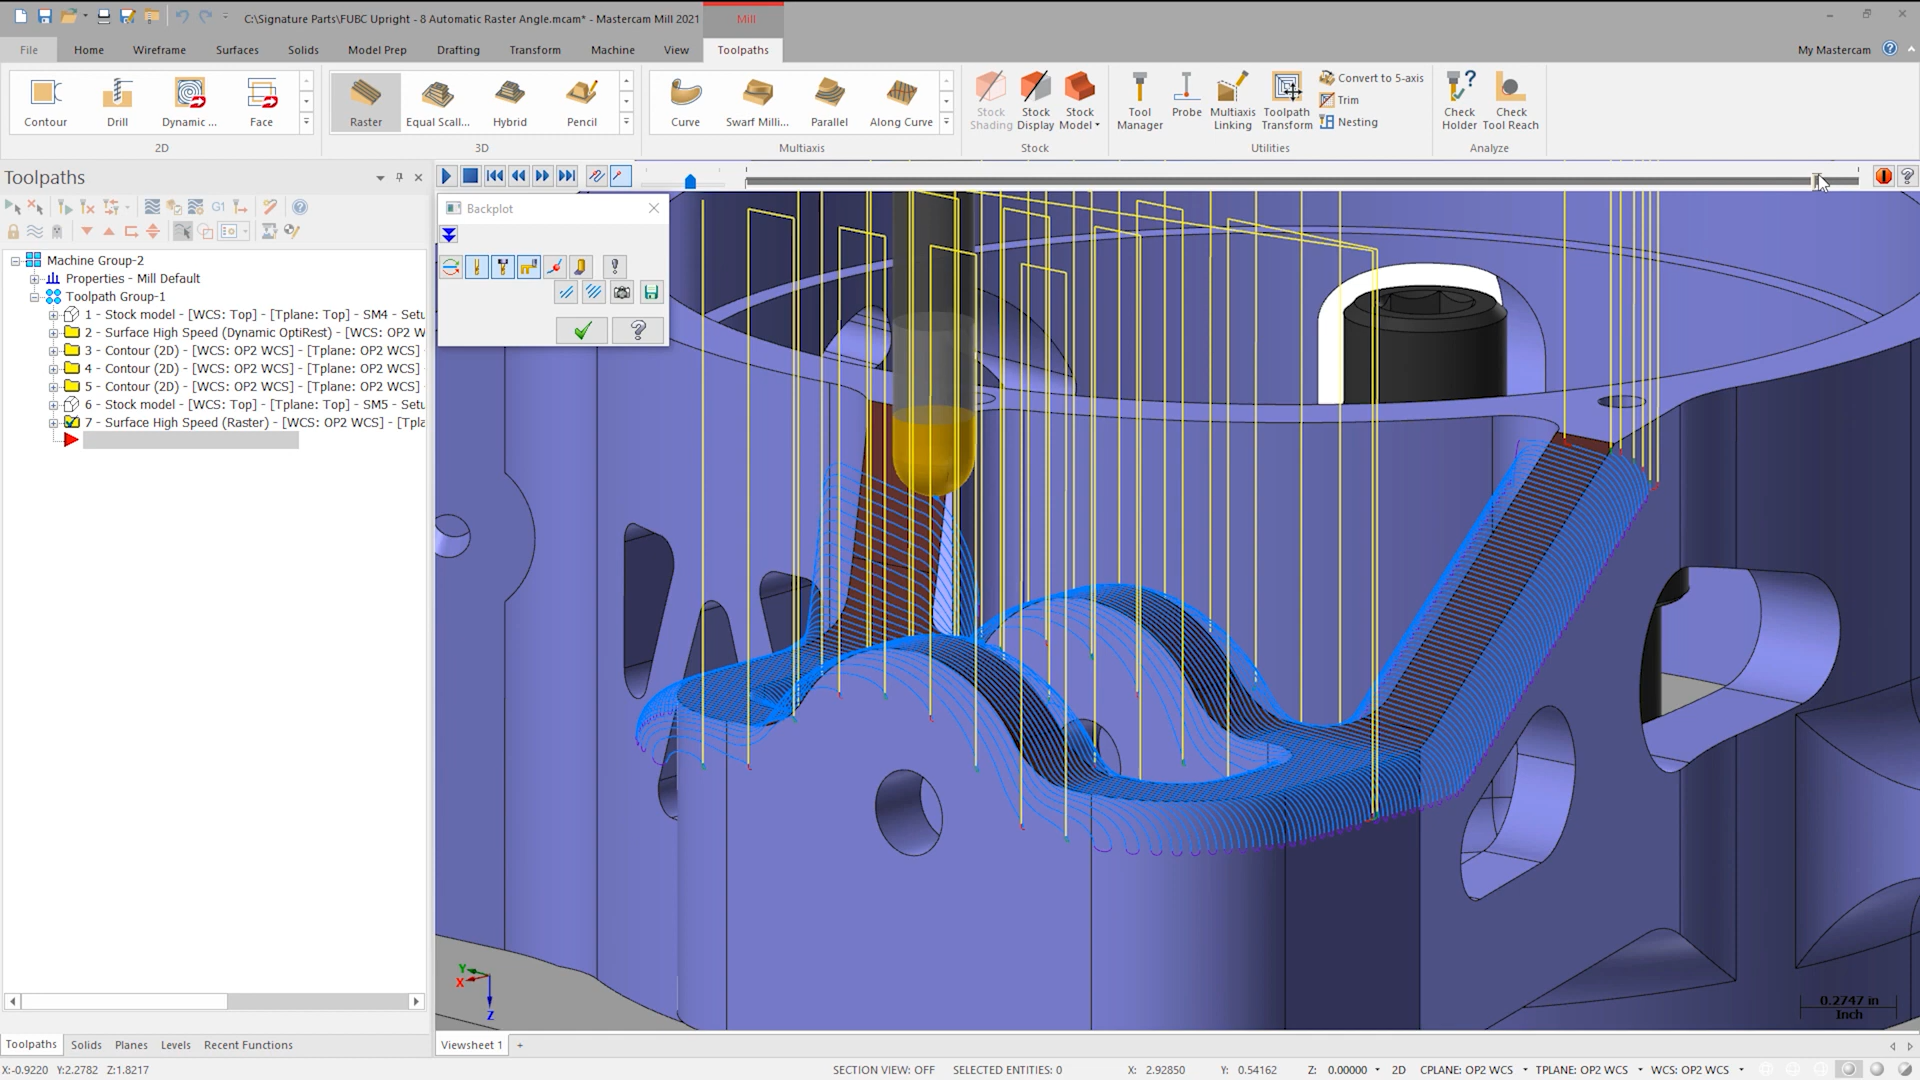 C:\Signature Parts\FUBC Upright - 8 Automatic Raster Angle.mcam* - Mastercam Mill 2021
Mill
File
Home
Wireframe
Surfaces
Solids
Model Prep
Drafting
Transform
Machine
View
Toolpaths
My Mastercam
Contour
Drill
Dynamic ...
Face
Raster
Equal Scall...
Hybrid
Pencil
Curve
Swarf Milli...
Parallel
Along Curve
Stock Shading
Stock Display
Stock Model
Tool Manager
Probe
Multiaxis Linking
Toolpath Transform
Convert to 5-axis
Trim
Nesting
Check Holder
Check Tool Reach
2D
3D
Multiaxis
Stock
Utilities
Analyze
Toolpaths
G1
Machine Group-2
Properties - Mill Default
Toolpath Group-1
1 - Stock model - [WCS: Top] - [Tplane: Top] - SM4 - Setu
2 - Surface High Speed (Dynamic OptiRest) - [WCS: OP2 W
3 - Contour (2D) - [WCS: OP2 WCS] - [Tplane: OP2 WCS]
4 - Contour (2D) - [WCS: OP2 WCS] - [Tplane: OP2 WCS]
5 - Contour (2D) - [WCS: OP2 WCS] - [Tplane: OP2 WCS]
6 - Stock model - [WCS: Top] - [Tplane: Top] - SM5 - Setu
7 - Surface High Speed (Raster) - [WCS: OP2 WCS] - [Tpla
Backplot
Y
X
Z
0.2747 in
Inch
Toolpaths
Solids
Planes
Levels
Recent Functions
Viewsheet 1
+
X:-0.9220 Y:2.2782 Z:1.8217
SECTION VIEW: OFF
SELECTED ENTITIES: 0
X: 2.92850
Y: 0.54162
Z: 0.00000
2D
CPLANE: OP2 WCS
TPLANE: OP2 WCS
WCS: OP2 WCS